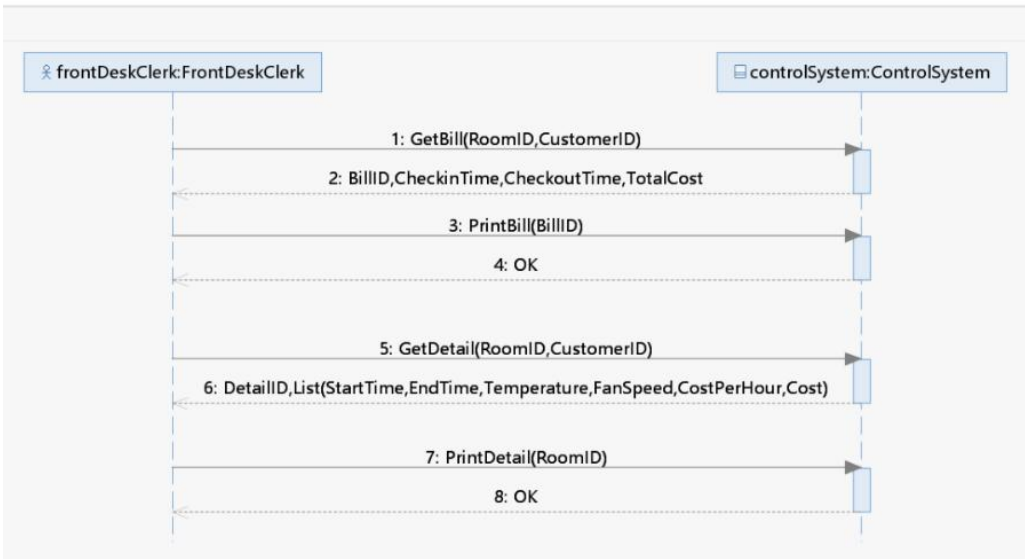 frontDeskClerk:FrontDeskClerk
controlSystem:ControlSystem
1: GetBill(RoomID,CustomerID)
2: BillID,CheckinTime,CheckoutTime,TotalCost
3: PrintBill(BillID)
4: OK
5: GetDetail(RoomID,CustomerID)
6: DetailID,List(StartTime,EndTime,Temperature,FanSpeed,CostPerHour,Cost)
7: PrintDetail(RoomID)
8: OK